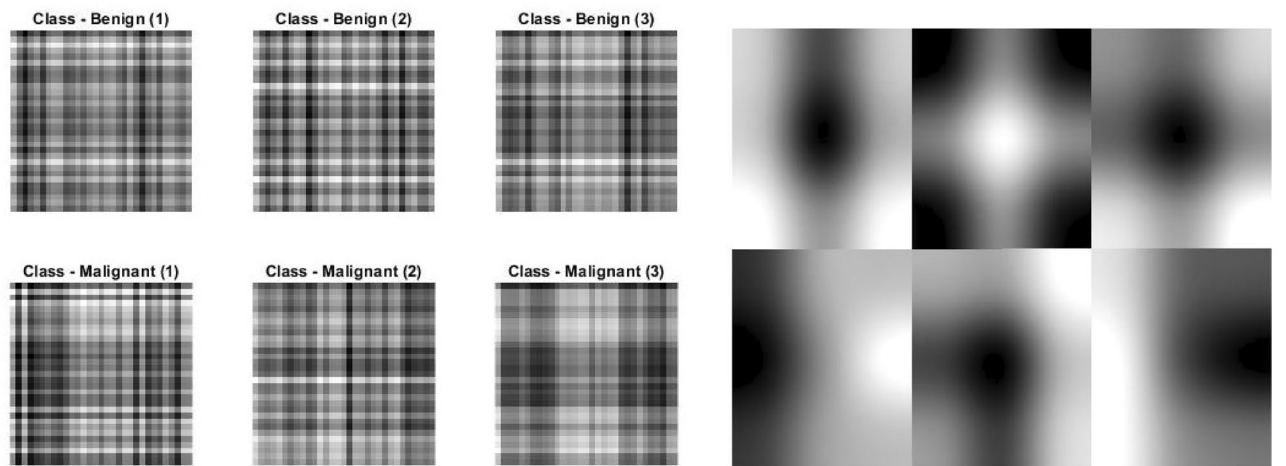 Class - Benign (1)
Class - Benign (2)
Class - Benign (3)
Class - Malignant (1)
Class - Malignant (2)
Class - Malignant (3)